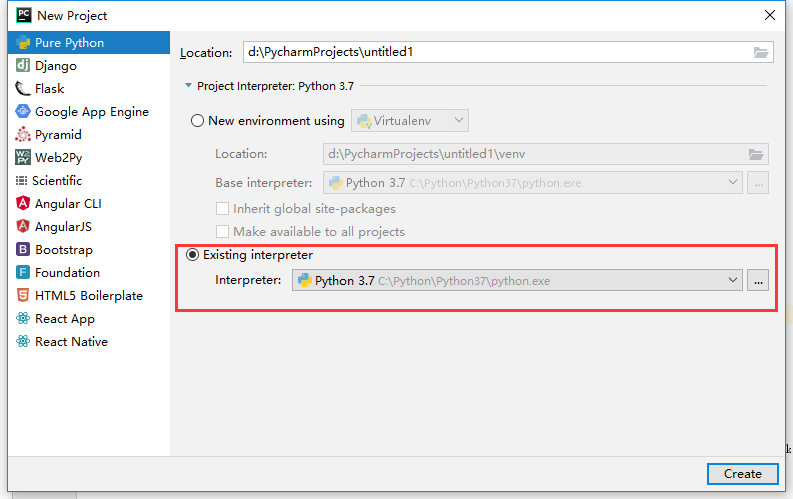 PC New Project
Pure Python
dj Django
Flask
Google App Engine
Pyramid
W2PY Web2Py
Scientific
Angular CLI
AngularJS
B Bootstrap
F Foundation
HTML5 Boilerplate
React App
React Native
Location: d:\PycharmProjects\untitled1
Project Interpreter: Python 3.7
New environment using Virtualenv
Location: d:\PycharmProjects\untitled1\venv
Base interpreter: Python 3.7 C:\Python\Python37\python.exe ...
Inherit global site-packages
Make available to all projects
Existing interpreter
Interpreter: Python 3.7 C:\Python\Python37\python.exe ...
Create
k